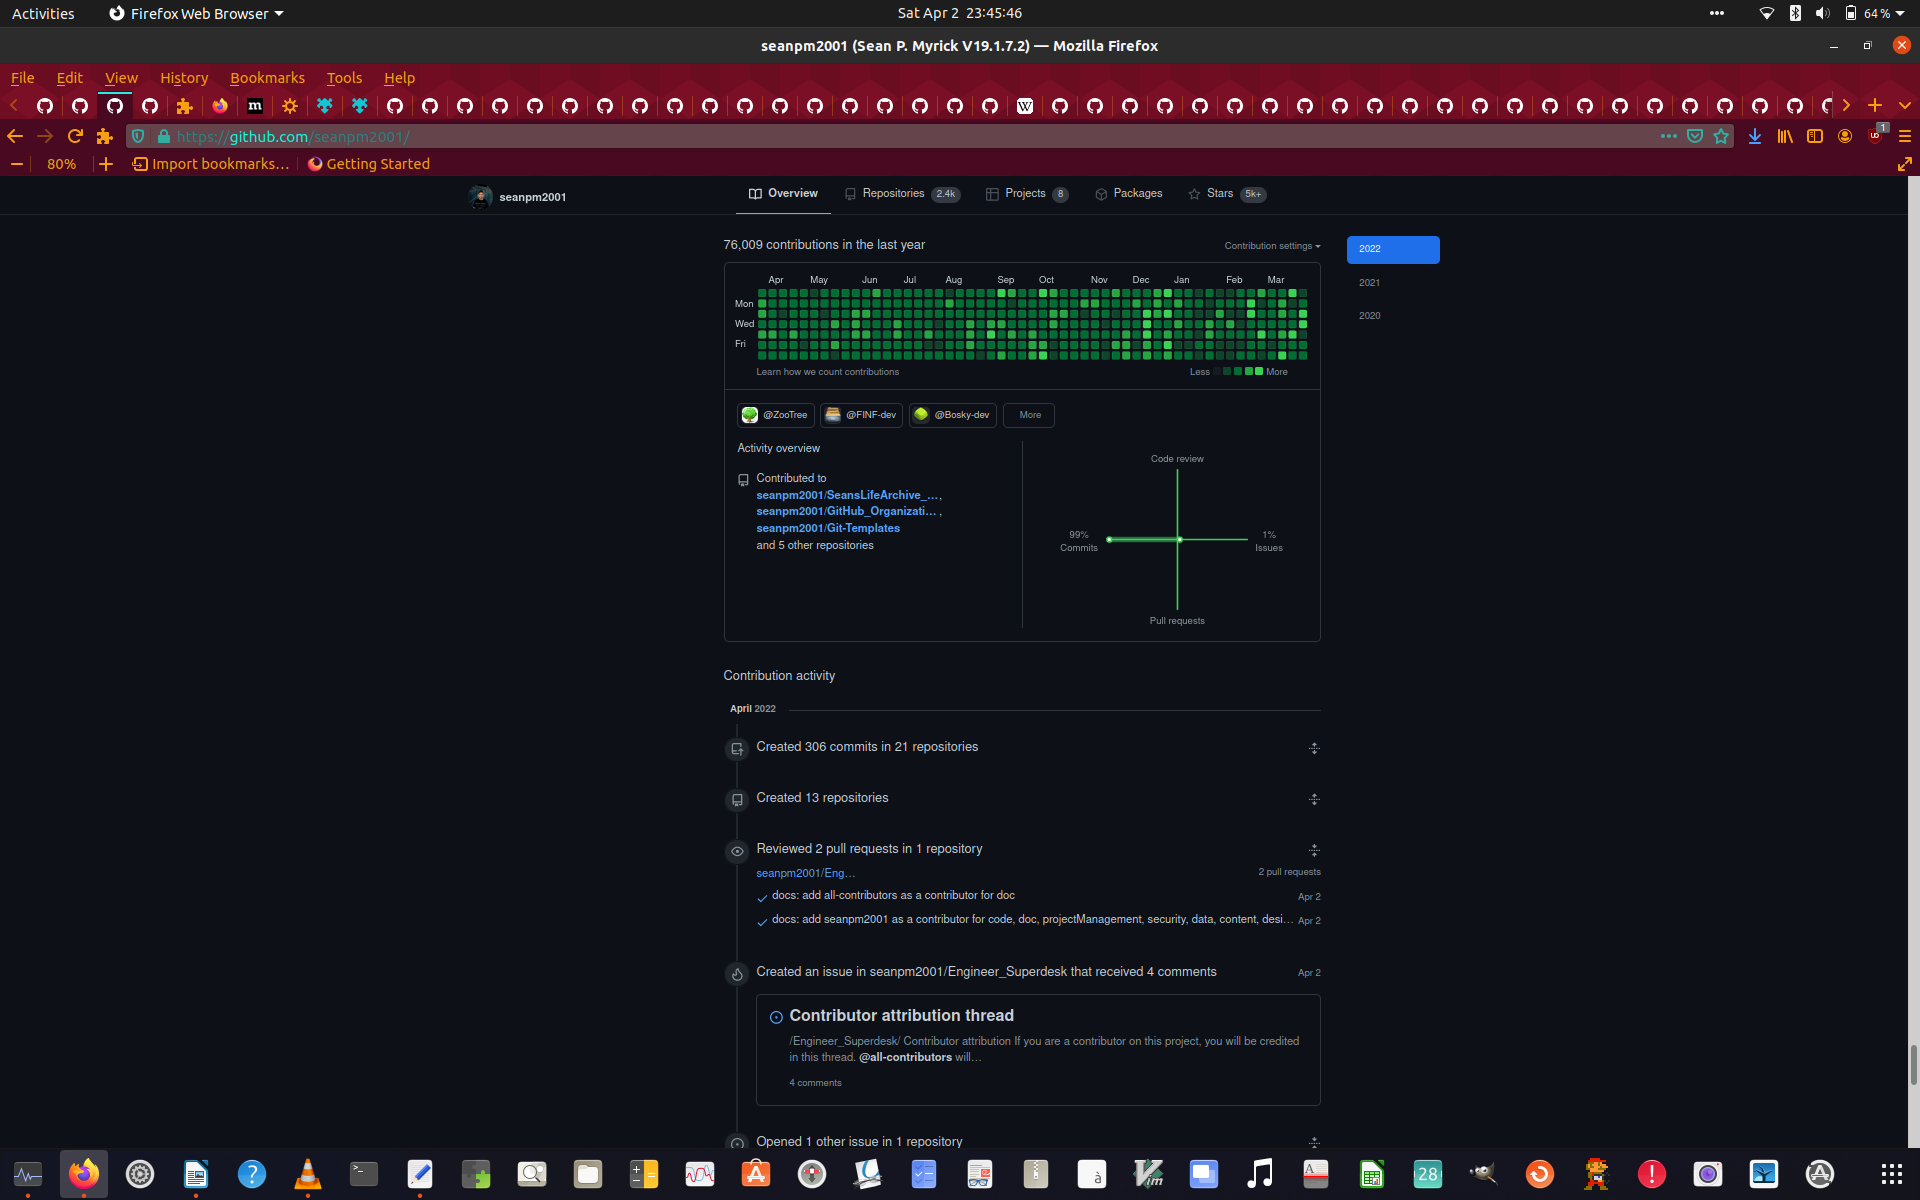 Activities Firefox Web Browser Sat Apr 2 23:45:46 64 %
seanpm2001 (Sean P. Myrick V19.1.7.2) — Mozilla Firefox
File Edit View History Bookmarks Tools Help
https://github.com/seanpm2001/ 1
80% Import bookmarks… Getting Started
seanpm2001 Overview Repositories 2.4k Projects 8 Packages Stars 5k+
76,009 contributions in the last year Contribution settings 2022
2021
2020
Apr May Jun Jul Aug Sep Oct Nov Dec Jan Feb Mar
Mon
Wed
Fri
Learn how we count contributions Less More
@ZooTree @FINF-dev @Bosky-dev More
Activity overview
Contributed to
seanpm2001/SeansLifeArchive_…,
seanpm2001/GitHub_Organizati… ,
seanpm2001/Git-Templates
and 5 other repositories
Code review
99%
Commits
1%
Issues
Pull requests
Contribution activity
April 2022
Created 306 commits in 21 repositories
Created 13 repositories
Reviewed 2 pull requests in 1 repository
seanpm2001/Eng… 2 pull requests
docs: add all-contributors as a contributor for doc Apr 2
docs: add seanpm2001 as a contributor for code, doc, projectManagement, security, data, content, desi… Apr 2
Created an issue in seanpm2001/Engineer_Superdesk that received 4 comments Apr 2
Contributor attribution thread
/Engineer_Superdesk/ Contributor attribution If you are a contributor on this project, you will be credited
in this thread. @all-contributors will…
4 comments
Opened 1 other issue in 1 repository
28